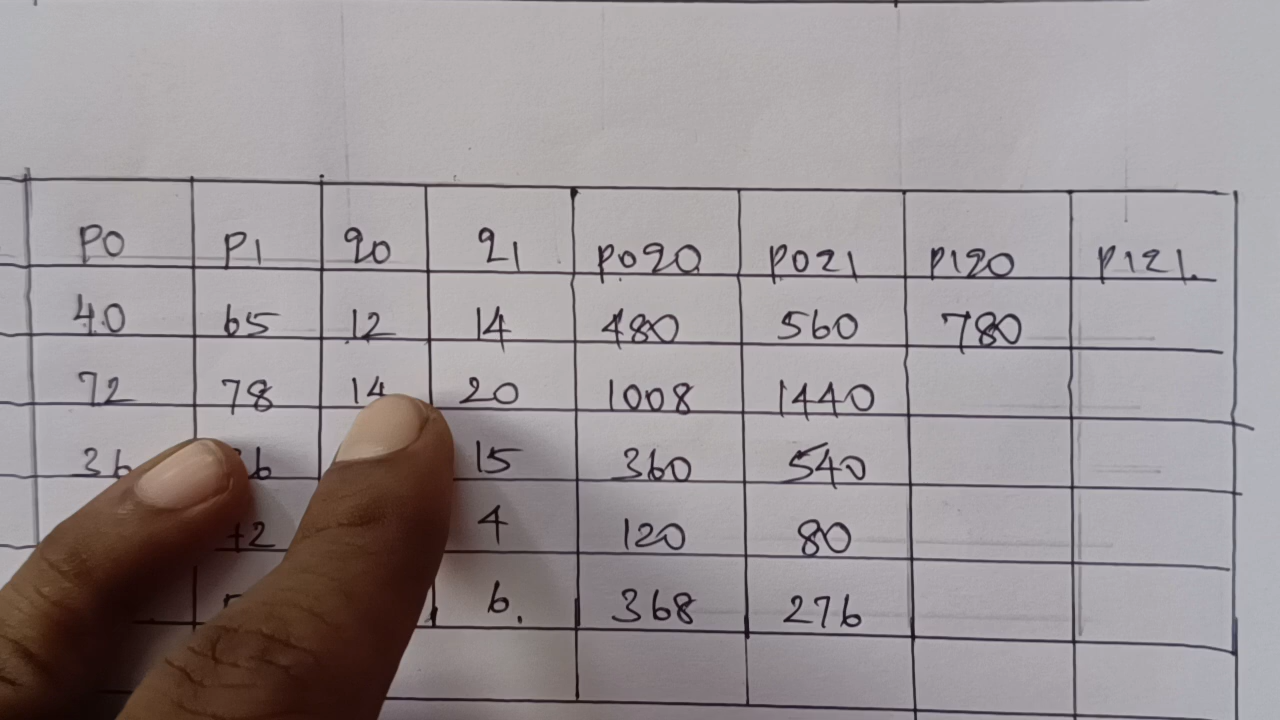 P0 P1 q0 q1 P0q0 P0q1 P1q0 P1q1.
40 65 12 14 480 560 780
72 78 14 20 1008 1440
36 15 360 540
4 120 80
6. 368 276